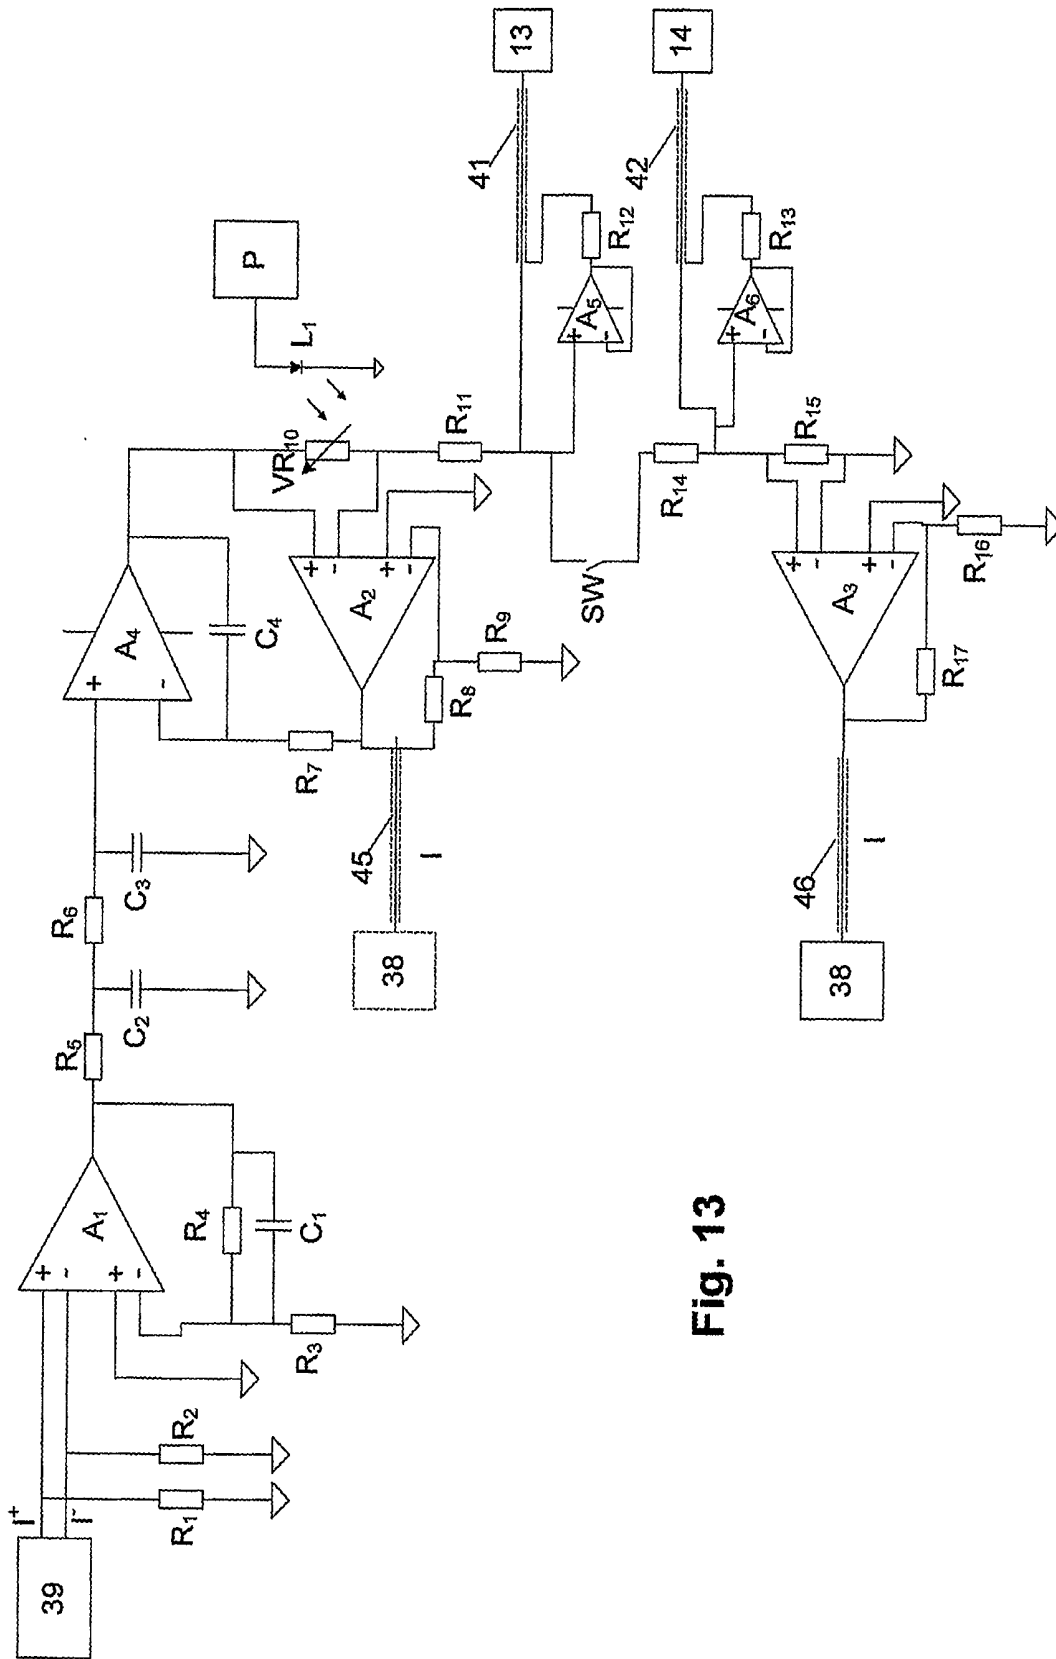 39
I⁺
I⁻
R₁
R₂
+
-
+
-
A₁
R₃
R₄
C₁
R₅
C₂
R₆
C₃
+
-
A₄
C₄
R₇
38
45
I
A₂
+
-
+
-
R₈
R₉
VR₁₀
L₁
P
R₁₁
41
13
+
-
A₅
R₁₂
42
14
+
-
A₆
R₁₃
SW
R₁₄
R₁₅
+
-
+
-
A₃
R₁₆
R₁₇
46
I
38
Fig. 13